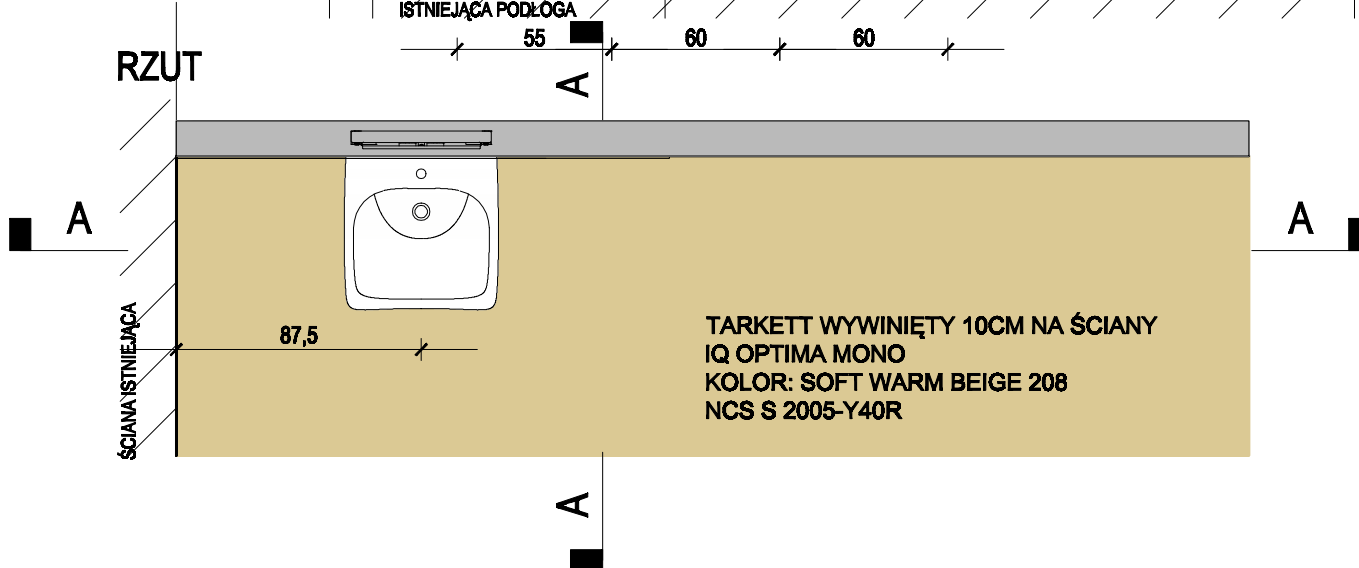 ISTNIEJĄCA PODŁOGA
55
60
60
RZUT
A
A
A
87,5
ŚCIANA ISTNIEJĄCA
TARKETT WYWINIĘTY 10CM NA ŚCIANY
IQ OPTIMA MONO
KOLOR: SOFT WARM BEIGE 208
NCS S 2005-Y40R
A